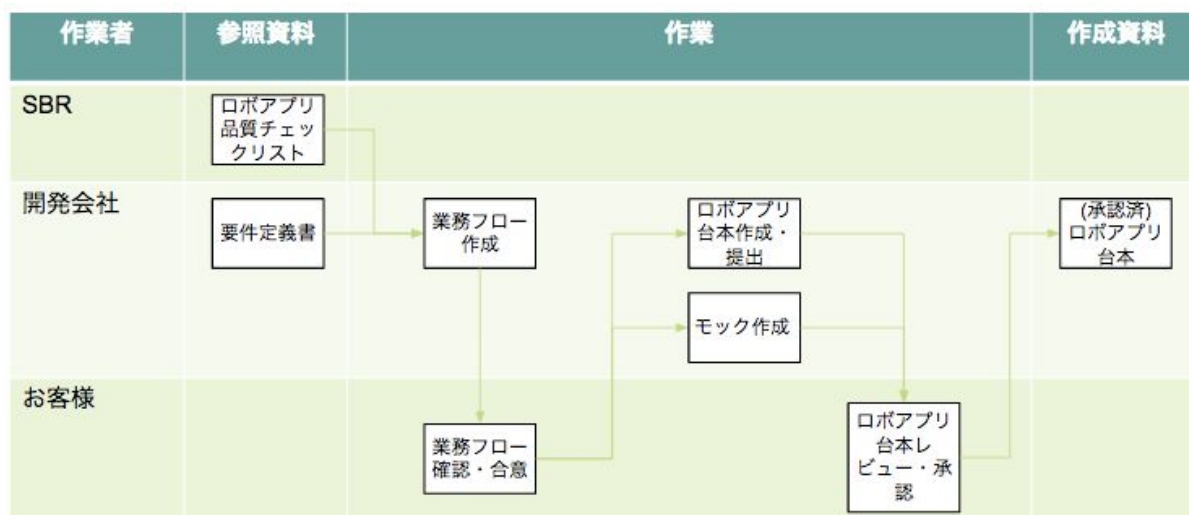 作業者
参照資料
作業
作成資料
SBR
ロボアプリ
品質チェッ
クリスト
開発会社
要件定義書
業務フロー
作成
ロボアプリ
台本作成・
提出
(承認済)
ロボアプリ
台本
モック作成
お客様
業務フロー
確認・合意
ロボアプリ
台本レ
ビュー・承
認